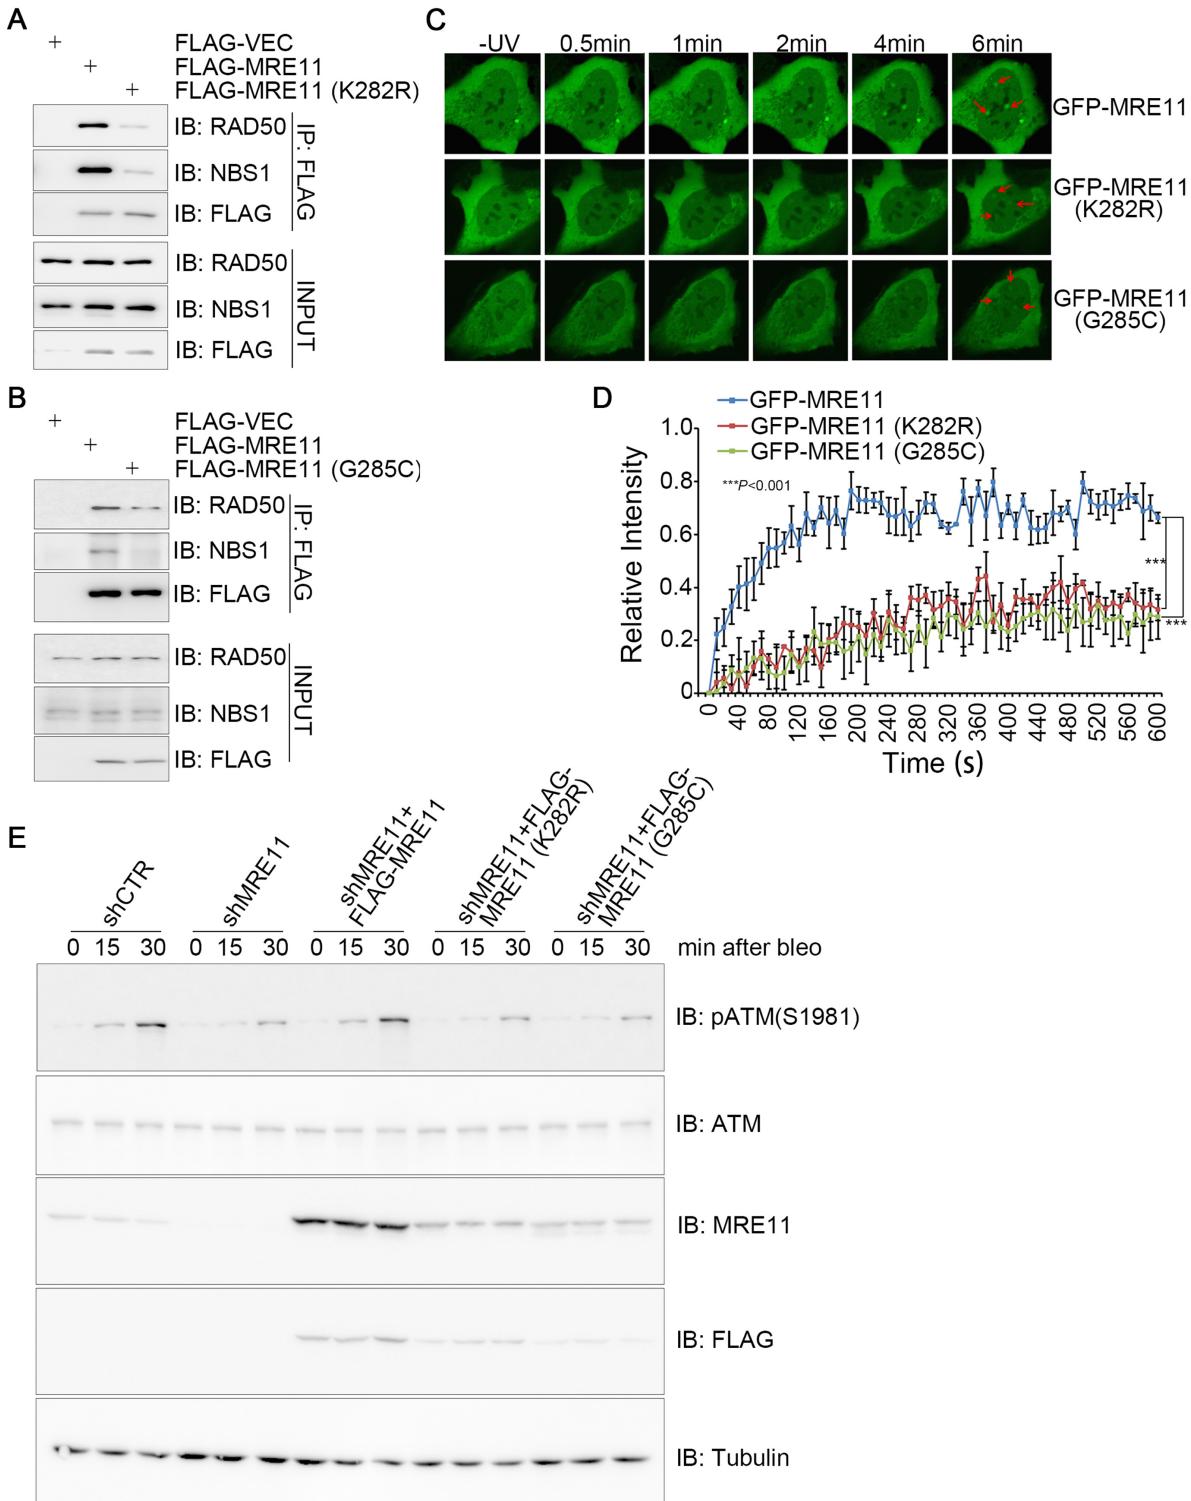 A
+ FLAG-VEC
+ FLAG-MRE11
+ FLAG-MRE11 (K282R)
IB: RAD50
IB: NBS1
IB: FLAG
IP: FLAG
IB: RAD50
IB: NBS1
IB: FLAG
INPUT
B
+ FLAG-VEC
+ FLAG-MRE11
+ FLAG-MRE11 (G285C)
IB: RAD50
IB: NBS1
IB: FLAG
IP: FLAG
IB: RAD50
IB: NBS1
IB: FLAG
INPUT
C
-UV 0.5min 1min 2min 4min 6min
GFP-MRE11
GFP-MRE11
(K282R)
GFP-MRE11
(G285C)
D
GFP-MRE11
GFP-MRE11 (K282R)
GFP-MRE11 (G285C)
***P<0.001
Relative Intensity
1.0
0.8
0.6
0.4
0.2
0
***
***
0 40 80 120 160 200 240 280 320 360 400 440 480 520 560 600
Time (s)
E
shCTR
shMRE11
shMRE11+
FLAG-MRE11
shMRE11+FLAG-
MRE11 (K282R)
shMRE11+FLAG-
MRE11 (G285C)
0 15 30 0 15 30 0 15 30 0 15 30 0 15 30 min after bleo
IB: pATM(S1981)
IB: ATM
IB: MRE11
IB: FLAG
IB: Tubulin